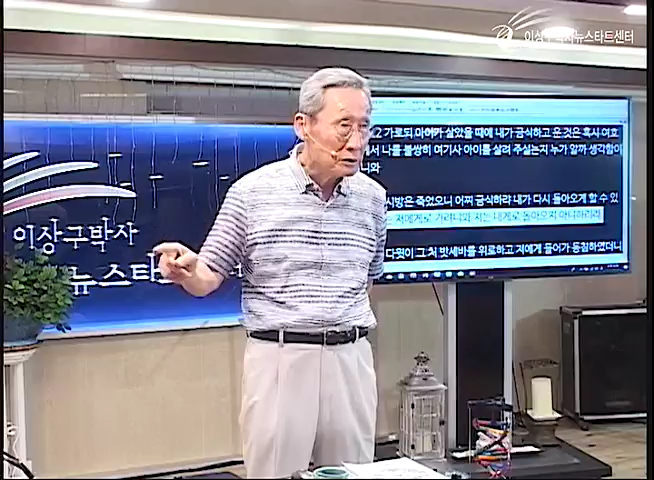 이상구박사뉴스타트센터
2 가로되 아이가 살았을 때에 내가 금식하고 운 것은 혹시 여호
서 나를 불쌍히 여기사 아이를 살려 주실는지 누가 알까 생각함이
니와
시방은 죽었으니 어찌 금식하랴 내가 다시 돌아오게 할 수 있
저에게로 가려니와 저는 내게로 돌아오지 아니하리라
다윗이 그 처 밧세바를 위로하고 저에게 들어가 동침하였더니
이상구박사
뉴스타트